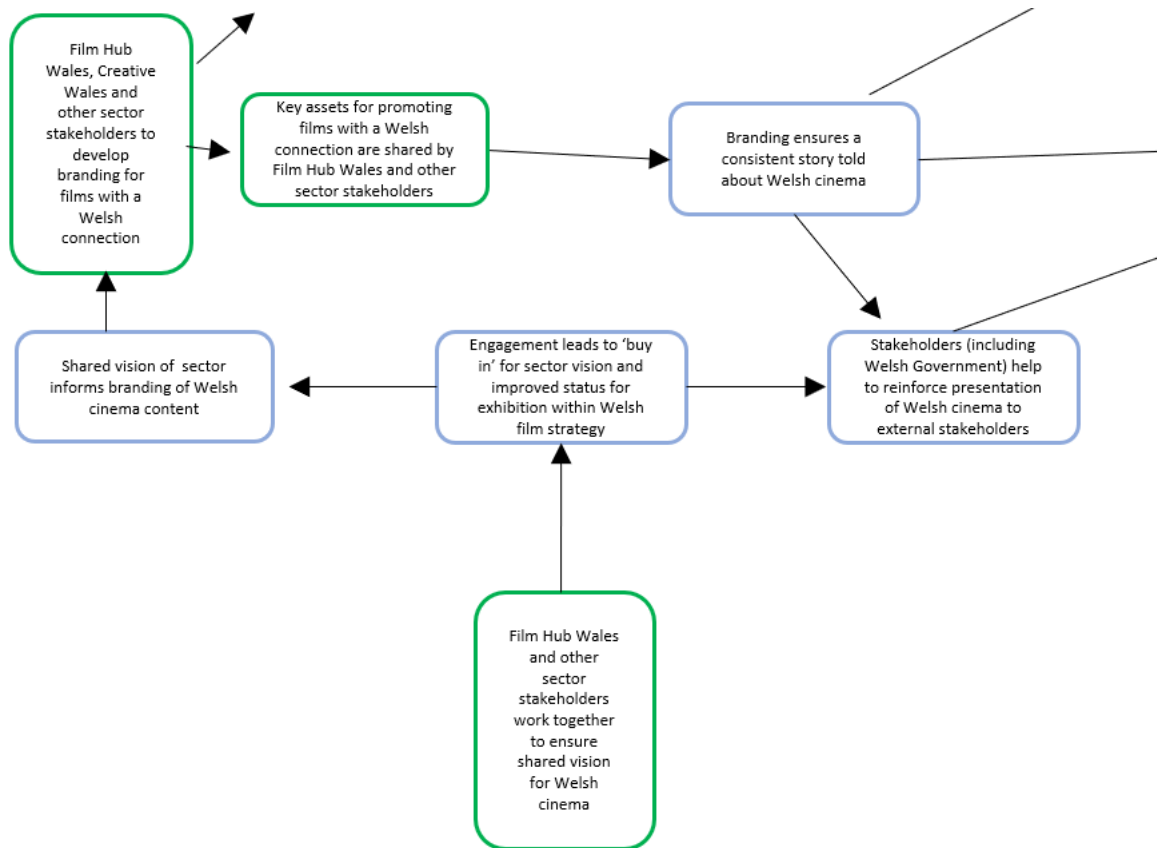 Film Hub
Wales, Creative
Wales and
other sector
stakeholders to
develop
branding for
films with a
Welsh
connection
Key assets for promoting
films with a Welsh
connection are shared by
Film Hub Wales and other
sector stakeholders
Branding ensures a
consistent story told
about Welsh cinema
Shared vision of sector
informs branding of Welsh
cinema content
Engagement leads to ‘buy
in’ for sector vision and
improved status for
exhibition within Welsh
film strategy
Stakeholders (including
Welsh Government) help
to reinforce presentation
of Welsh cinema to
external stakeholders
Film Hub Wales
and other
sector
stakeholders
work together
to ensure
shared vision
for Welsh
cinema